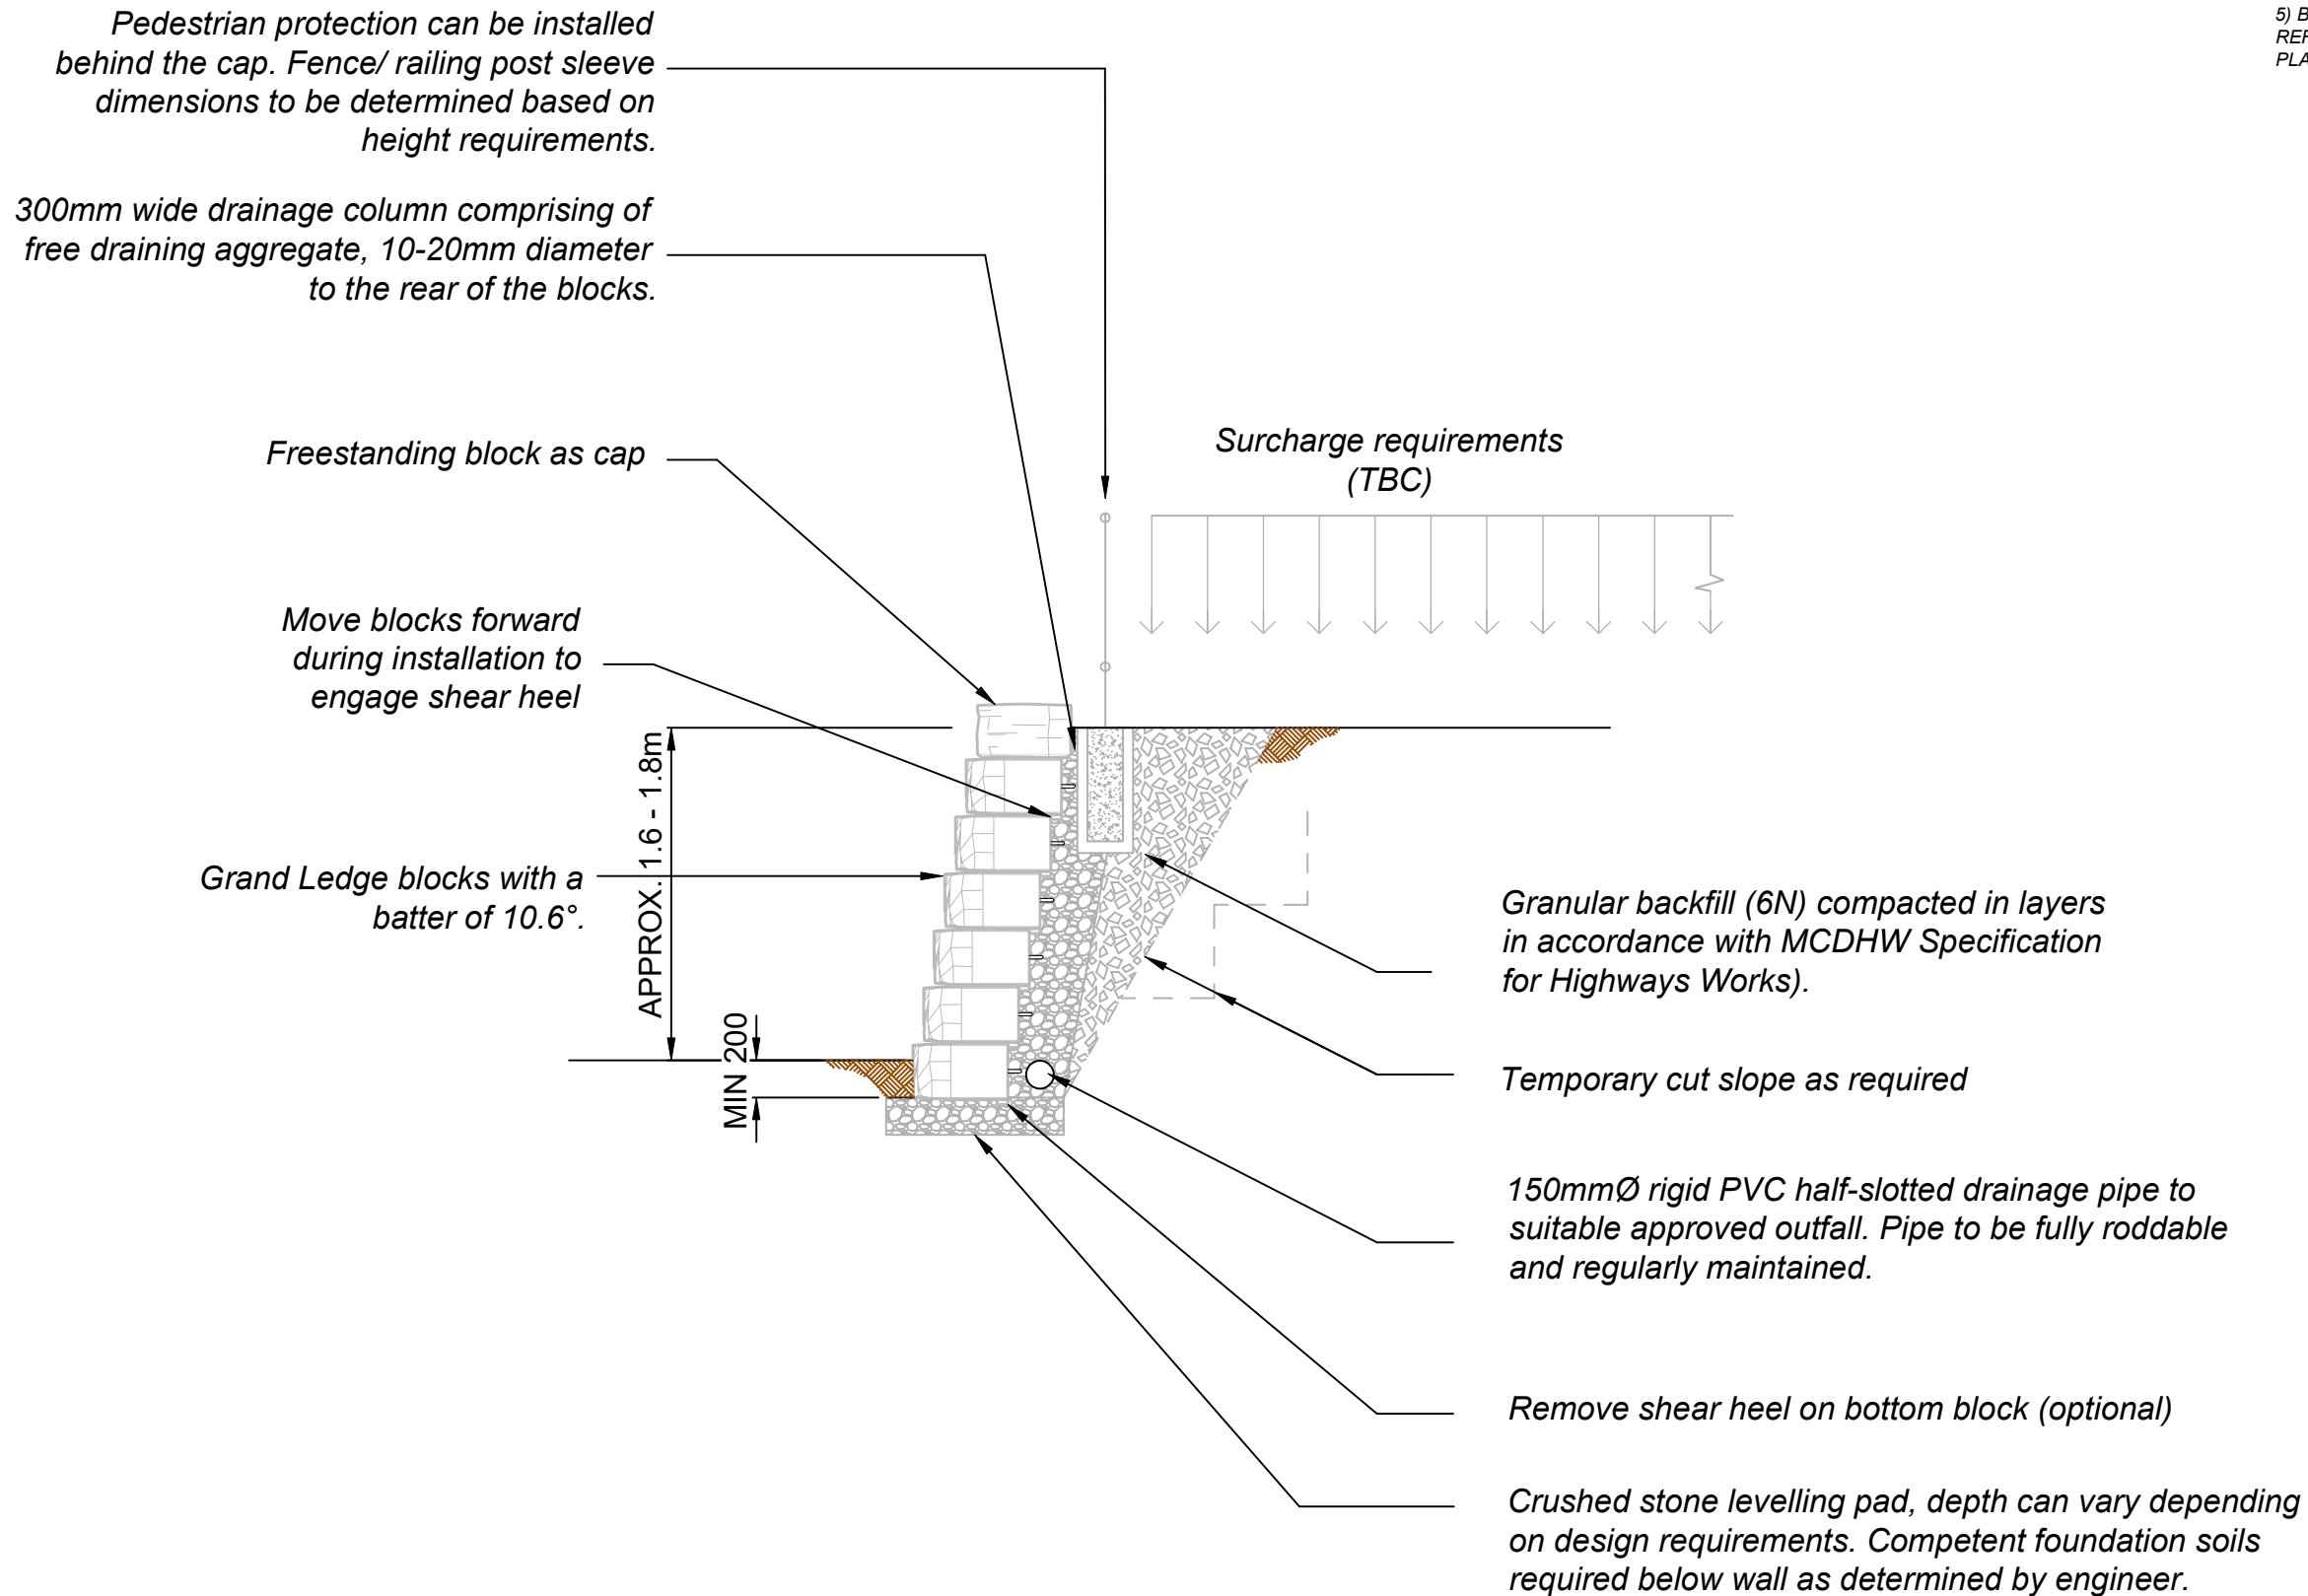 Pedestrian protection can be installed
behind the cap. Fence/ railing post sleeve
dimensions to be determined based on
height requirements.
300mm wide drainage column comprising of
free draining aggregate, 10-20mm diameter
to the rear of the blocks.
Freestanding block as cap
Move blocks forward
during installation to
engage shear heel
Grand Ledge blocks with a
batter of 10.6°.
APPROX. 1.6 - 1.8m
MIN 200
Surcharge requirements
(TBC)
Granular backfill (6N) compacted in layers
in accordance with MCDHW Specification
for Highways Works).
Temporary cut slope as required
150mmØ rigid PVC half-slotted drainage pipe to
suitable approved outfall. Pipe to be fully roddable
and regularly maintained.
Remove shear heel on bottom block (optional)
Crushed stone levelling pad, depth can vary depending
on design requirements. Competent foundation soils
required below wall as determined by engineer.
5) B
REF
PLA